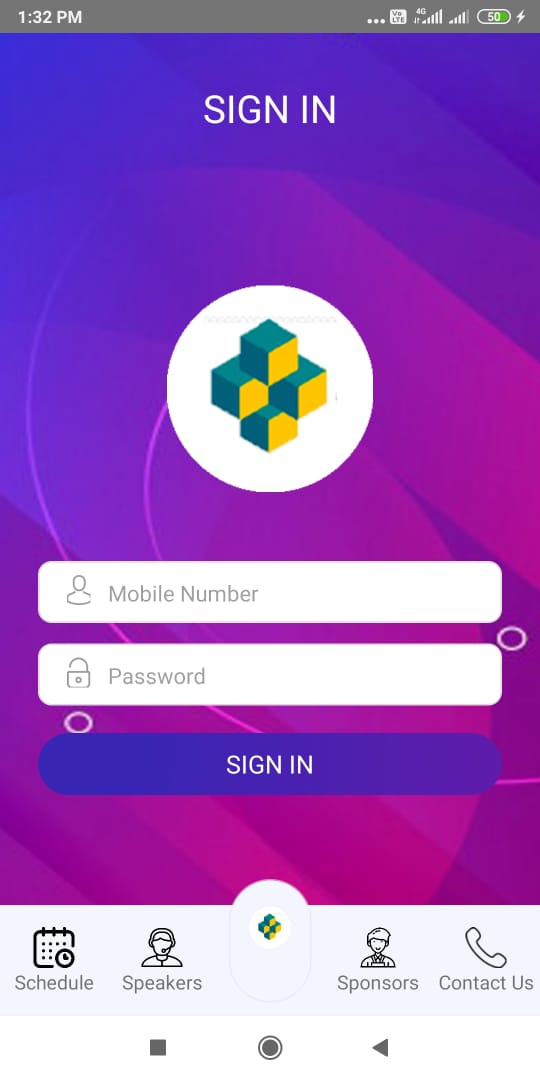 1:32 PM
Vo
LTE
4G
50
SIGN IN
Mobile Number
Password
SIGN IN
Schedule
Speakers
Sponsors
Contact Us